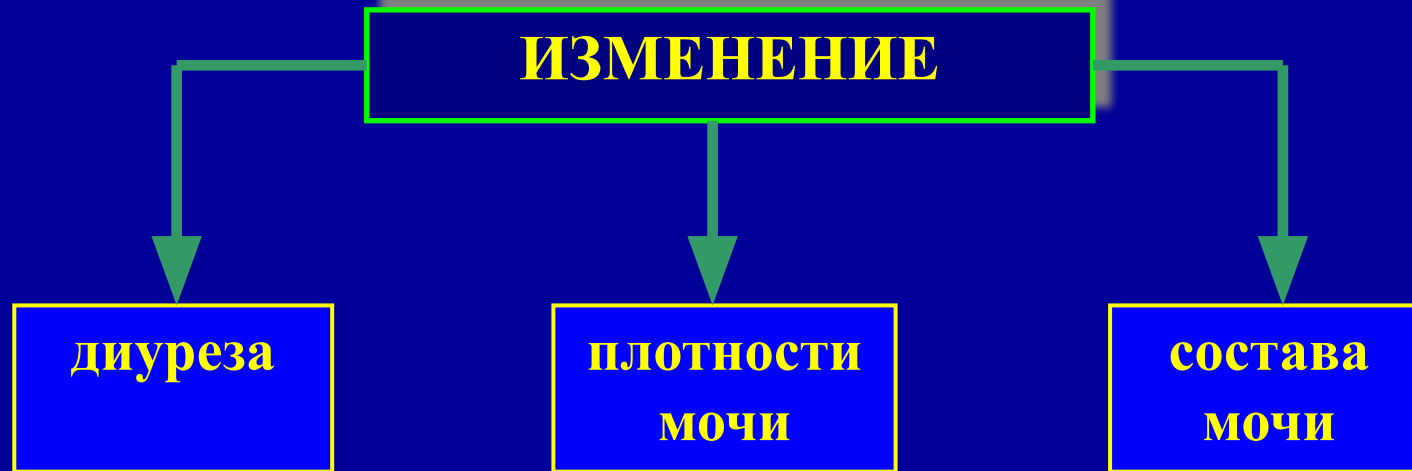 ИЗМЕНЕНИЕ
диуреза
плотности
мочи
состава
мочи